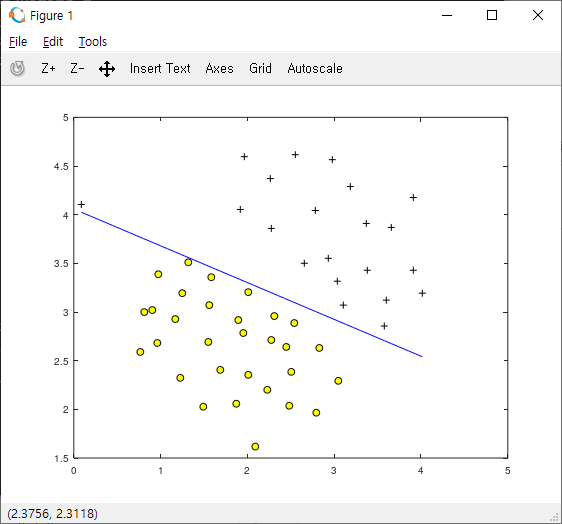 Figure 1
File Edit Tools
Z+ Z- Insert Text Axes Grid Autoscale
5
4.5
4
3.5
3
2.5
2
1.5
0 1 2 3 4 5
(2.3756, 2.3118)